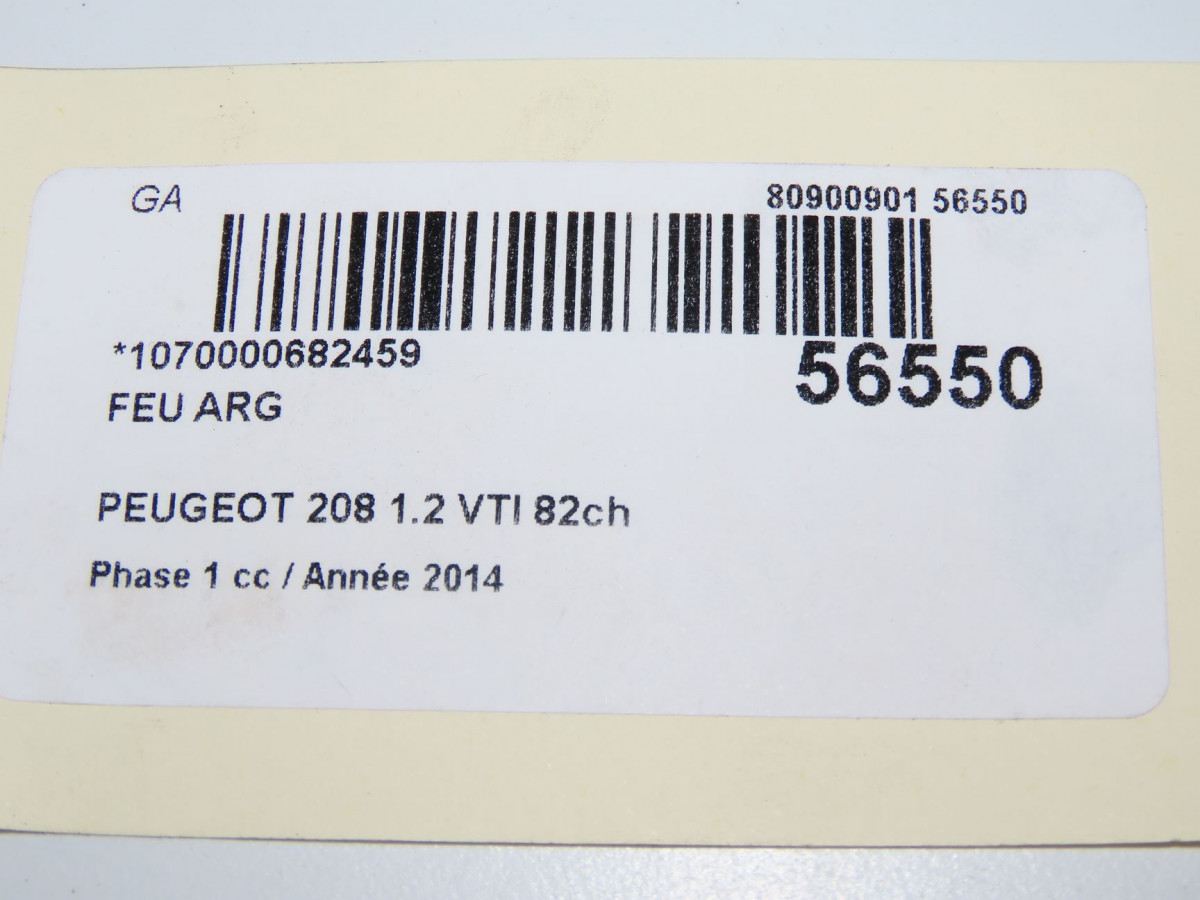 GA 80900901 56550
*1070000682459 56550
FEU ARG
PEUGEOT 208 1.2 VTI 82ch
Phase 1 cc / Année 2014